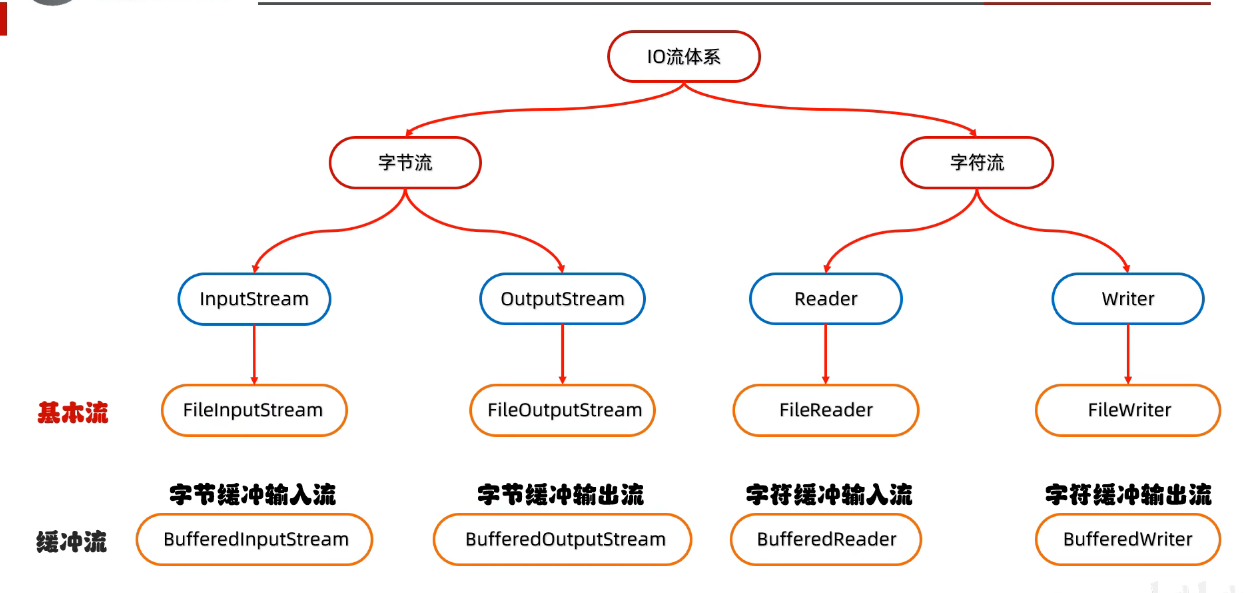 IO流体系
字节流
字符流
InputStream
OutputStream
Reader
Writer
基本流
FileInputStream
FileOutputStream
FileReader
FileWriter
字节缓冲输入流
字节缓冲输出流
字符缓冲输入流
字符缓冲输出流
缓冲流
BufferedInputStream
BufferedOutputStream
BufferedReader
BufferedWriter